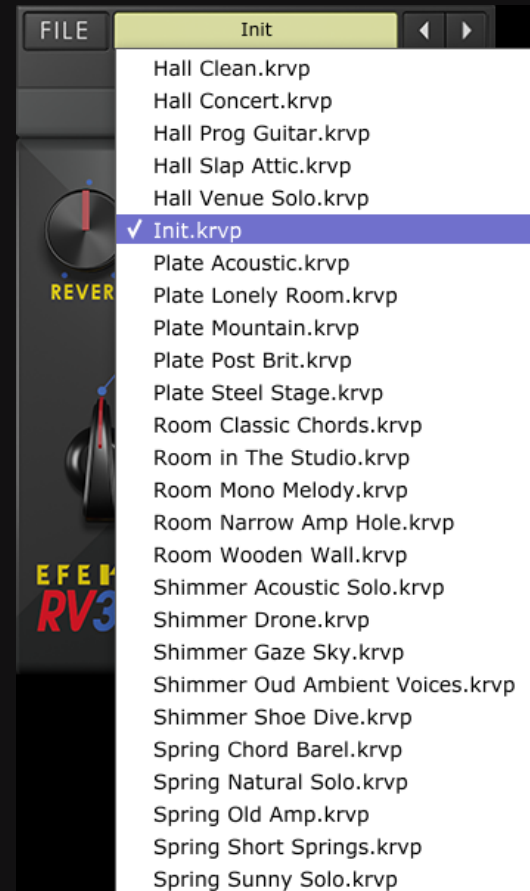 FILE Init
Hall Clean.krvp
Hall Concert.krvp
Hall Prog Guitar.krvp
Hall Slap Attic.krvp
Hall Venue Solo.krvp
Init.krvp
Plate Acoustic.krvp
REVER
Plate Lonely Room.krvp
Plate Mountain.krvp
Plate Post Brit.krvp
Plate Steel Stage.krvp
Room Classic Chords.krvp
Room in The Studio.krvp
Room Mono Melody.krvp
Room Narrow Amp Hole.krvp
Room Wooden Wall.krvp
EFE
Shimmer Acoustic Solo.krvp
RV3
Shimmer Drone.krvp
Shimmer Gaze Sky.krvp
Shimmer Oud Ambient Voices.krvp
Shimmer Shoe Dive.krvp
Spring Chord Barel.krvp
Spring Natural Solo.krvp
Spring Old Amp.krvp
Spring Short Springs.krvp
Spring Sunny Solo.krvp